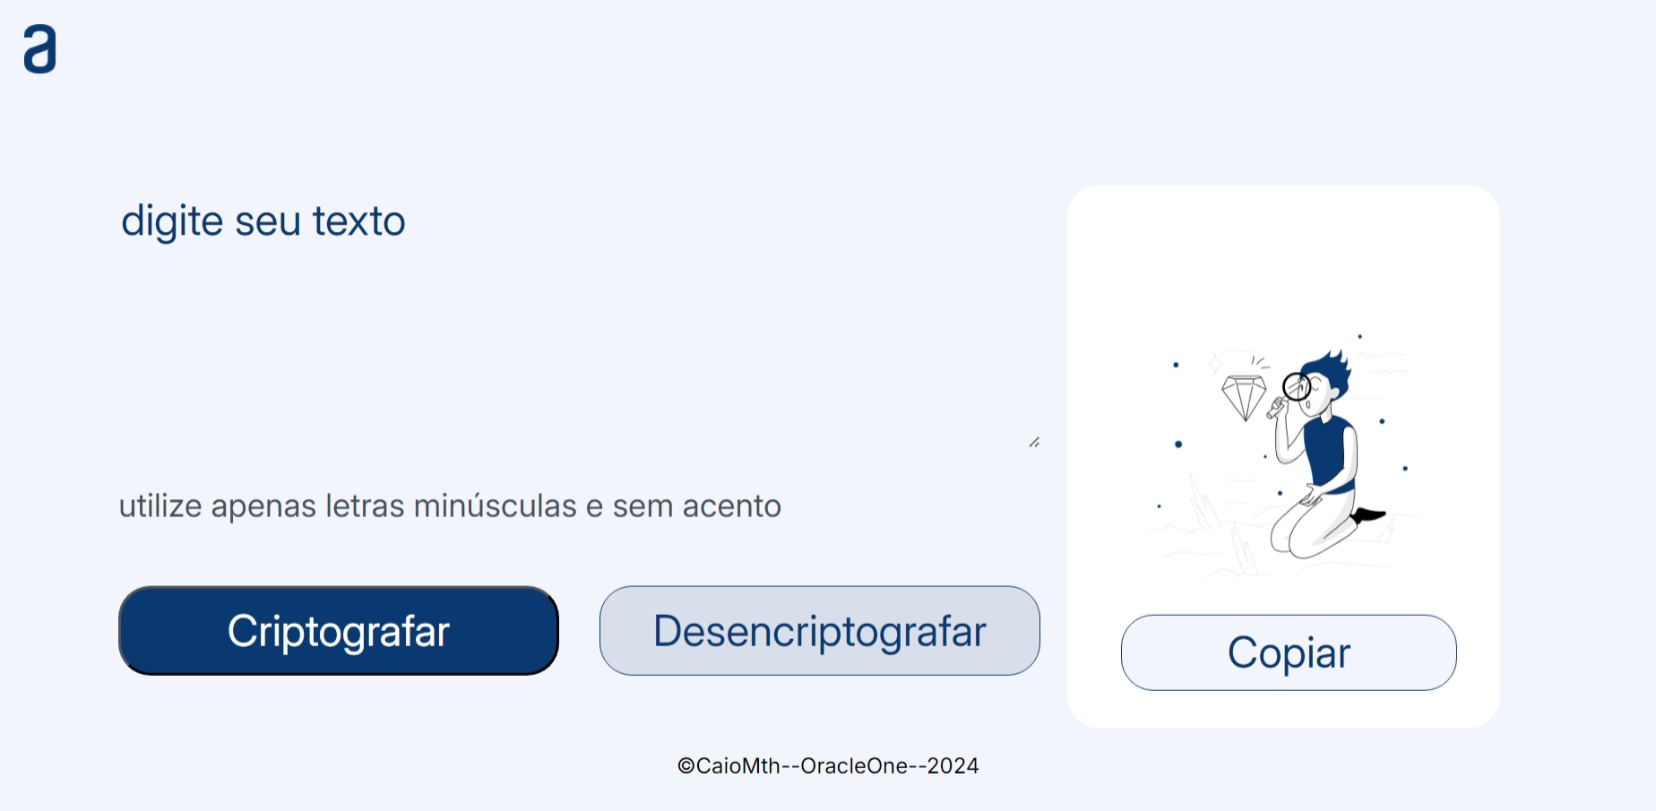 a
digite seu texto
utilize apenas letras minúsculas e sem acento
Criptografar
Desencriptografar
Copiar
©CaioMth--OracleOne--2024